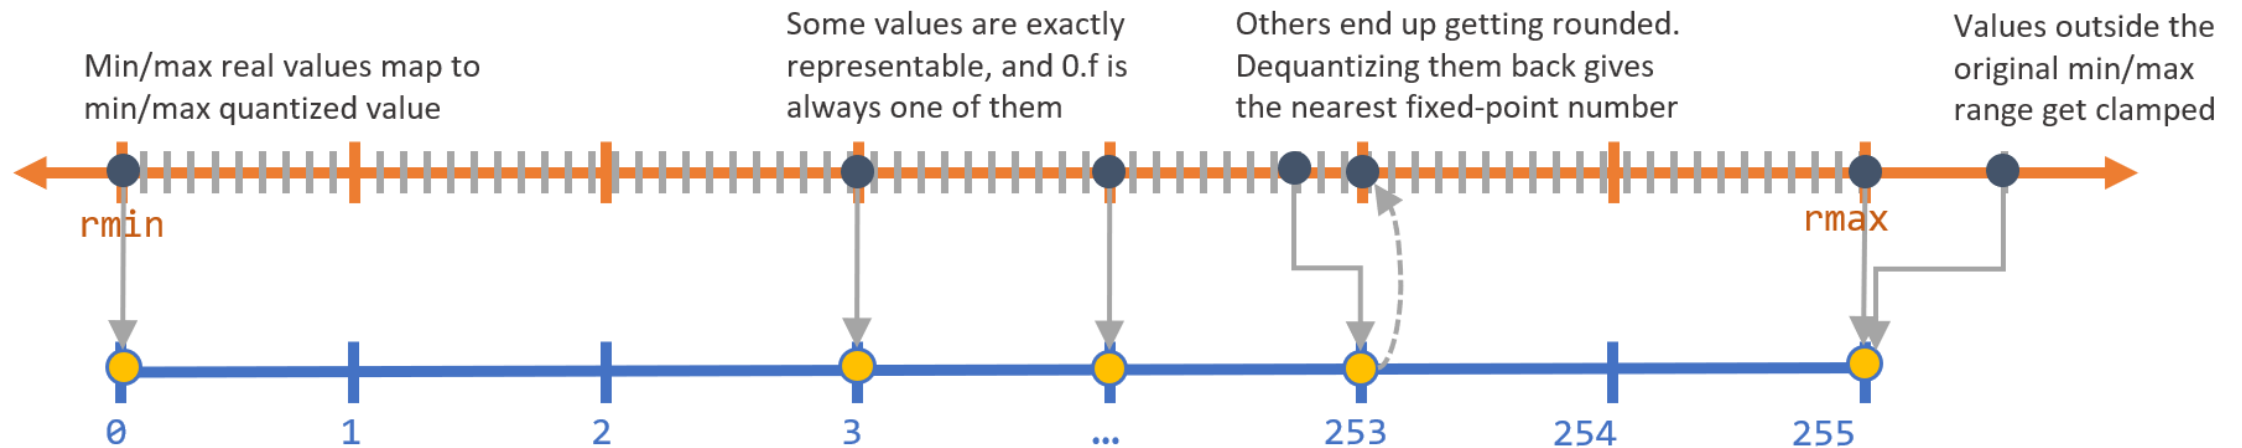 Min/max real values map to
min/max quantized value
Some values are exactly
representable, and 0.f is
always one of them
Others end up getting rounded.
Dequantizing them back gives
the nearest fixed-point number
Values outside the
original min/max
range get clamped
rmin
rmax
0
1
2
3
...
253
254
255